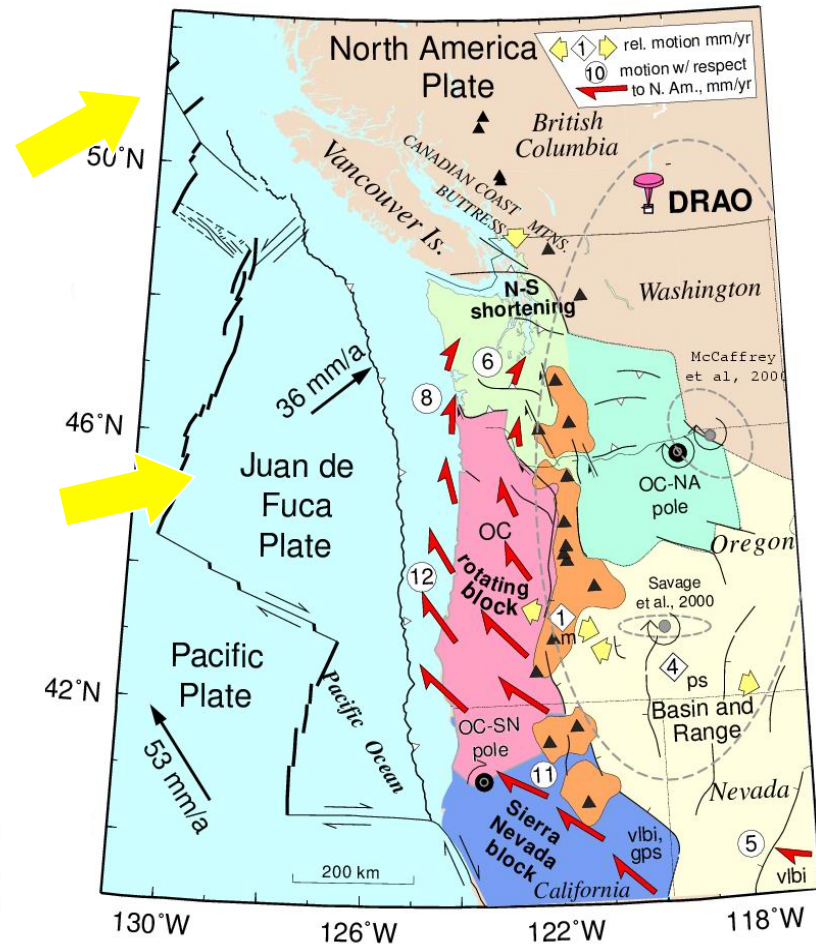 North America
Plate
1 rel. motion mm/yr
10 motion w/ respect
to N. Am., mm/yr
British
Columbia
50°N
Vancouver Is.
CANADIAN COAST MTNS.
BUTTRESS
DRAO
N-S
shortening
Washington
McCaffrey
et al, 2000
6
36 mm/a
8
46°N
Juan de
Fuca
Plate
OC-NA
pole
OC
rotating
block
Oregon
12
Savage
et al., 2000
1
m
t
Pacific
Plate
4
ps
42°N
Basin and
Range
Pacific Ocean
OC-SN
pole
53 mm/a
11
Nevada
Sierra
Nevada
block
vlbi,
gps
5
vlbi
200 km
California
130°W
126°W
122°W
118°W